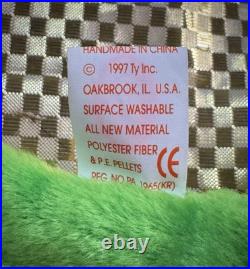 HANDMADE IN CHINA
© 1997 Ty Inc.
OAKBROOK, IL. U.S.A.
SURFACE WASHABLE
ALL NEW MATERIAL
POLYESTER FIBER
& P.E. PELLETS CE
REG. NO PA. 1965(KR)